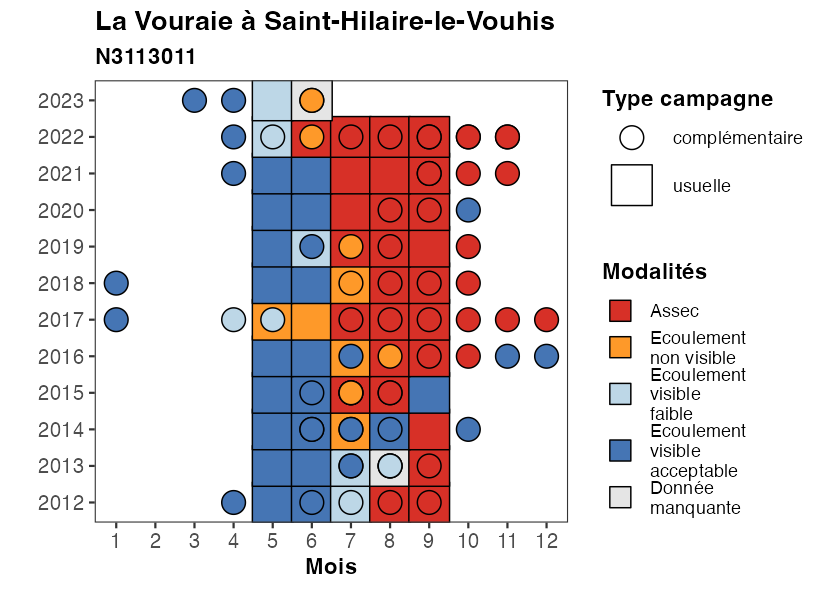 La Vouraie à Saint-Hilaire-le-Vouhis
N3113011
2023
2022
2021
2020
2019
2018
2017
2016
2015
2014
2013
2012
1 2 3 4 5 6 7 8 9 10 11 12
Mois
Type campagne
complémentaire
usuelle
Modalités
Assec
Ecoulement
non visible
Ecoulement
visible
faible
Ecoulement
visible
acceptable
Donnée
manquante